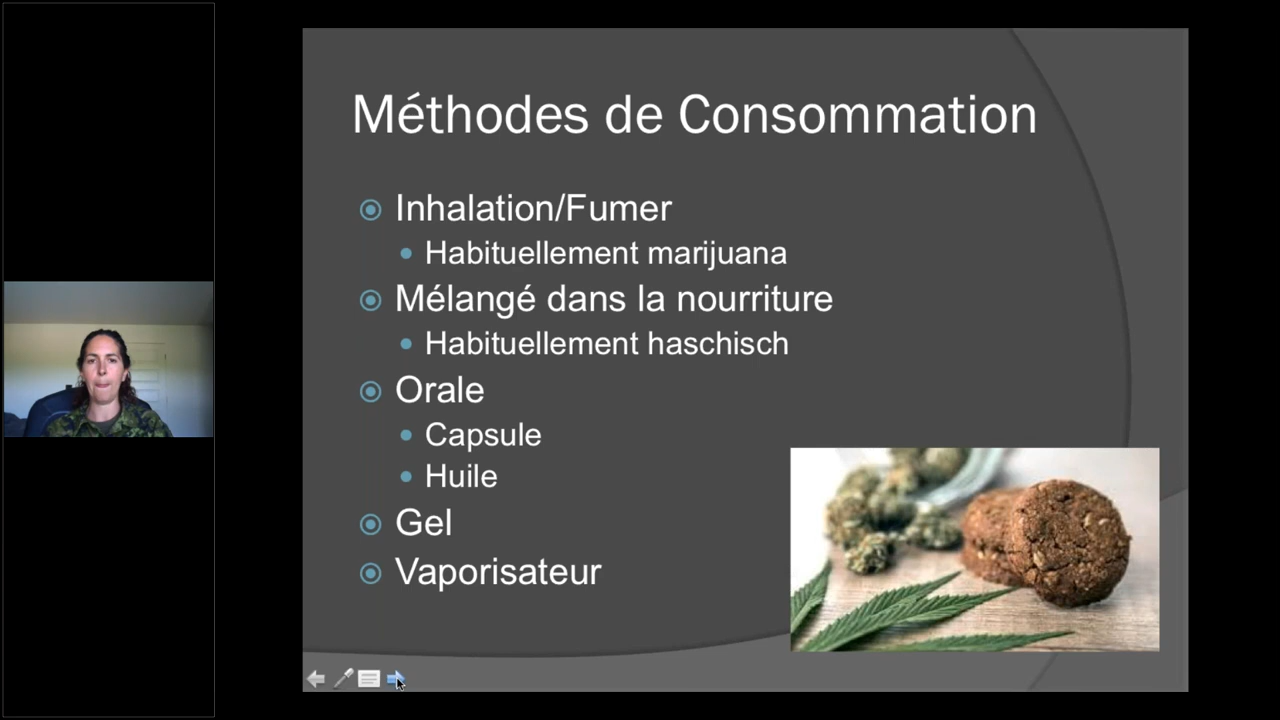 Méthodes de Consommation
Inhalation/Fumer
Habituellement marijuana
Mélangé dans la nourriture
Habituellement haschisch
Orale
Capsule
Huile
Gel
Vaporisateur